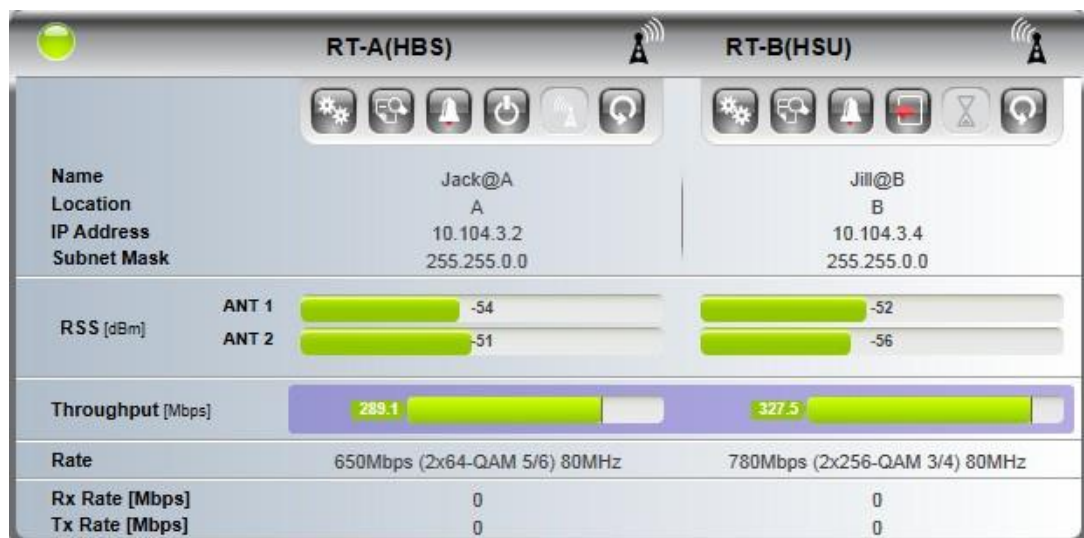 RT-A(HBS) RT-B(HSU)
Name Jack@A Jill@B
Location A B
IP Address 10.104.3.2 10.104.3.4
Subnet Mask 255.255.0.0 255.255.0.0
RSS [dBm] ANT 1 -54 -52
ANT 2 -51 -56
Throughput [Mbps] 289.1 327.5
Rate 650Mbps (2x64-QAM 5/6) 80MHz 780Mbps (2x256-QAM 3/4) 80MHz
Rx Rate [Mbps] 0 0
Tx Rate [Mbps] 0 0